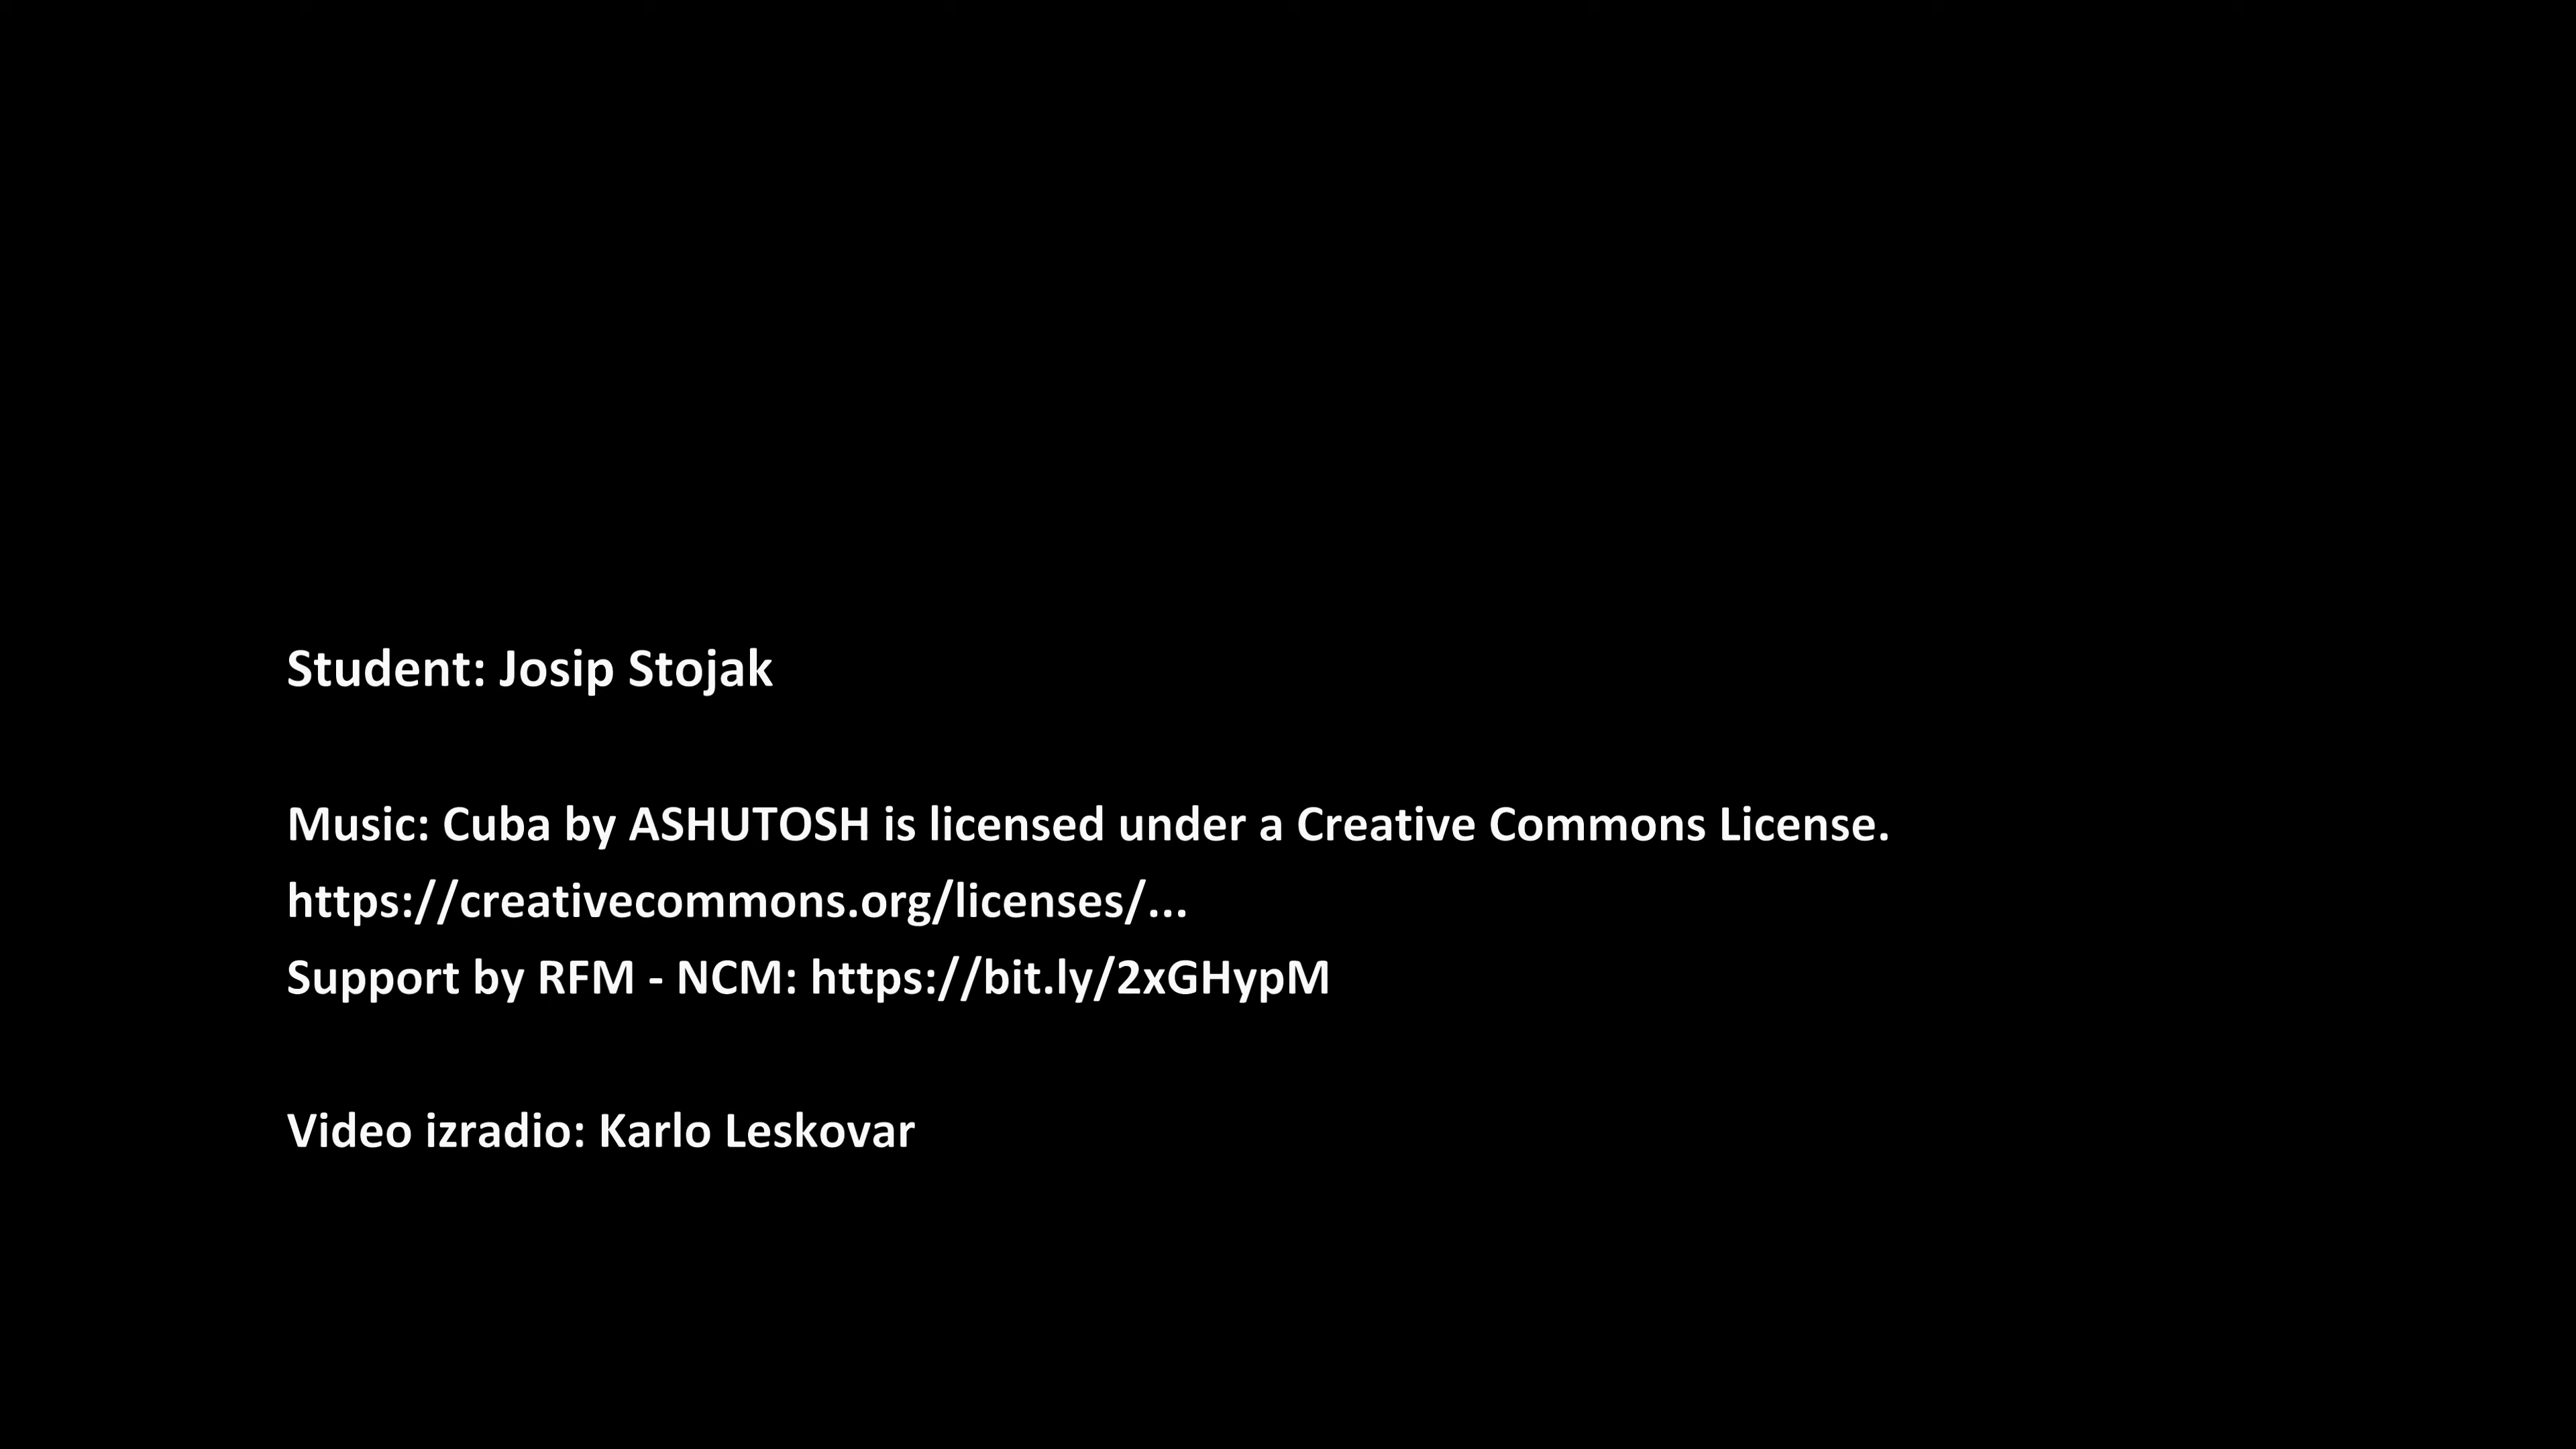 Student: Josip Stojak
Music: Cuba by ASHUTOSH is licensed under a Creative Commons License.
https://creativecommons.org/licenses/...
Support by RFM - NCM: https://bit.ly/2xGHypM
Video izradio: Karlo Leskovar